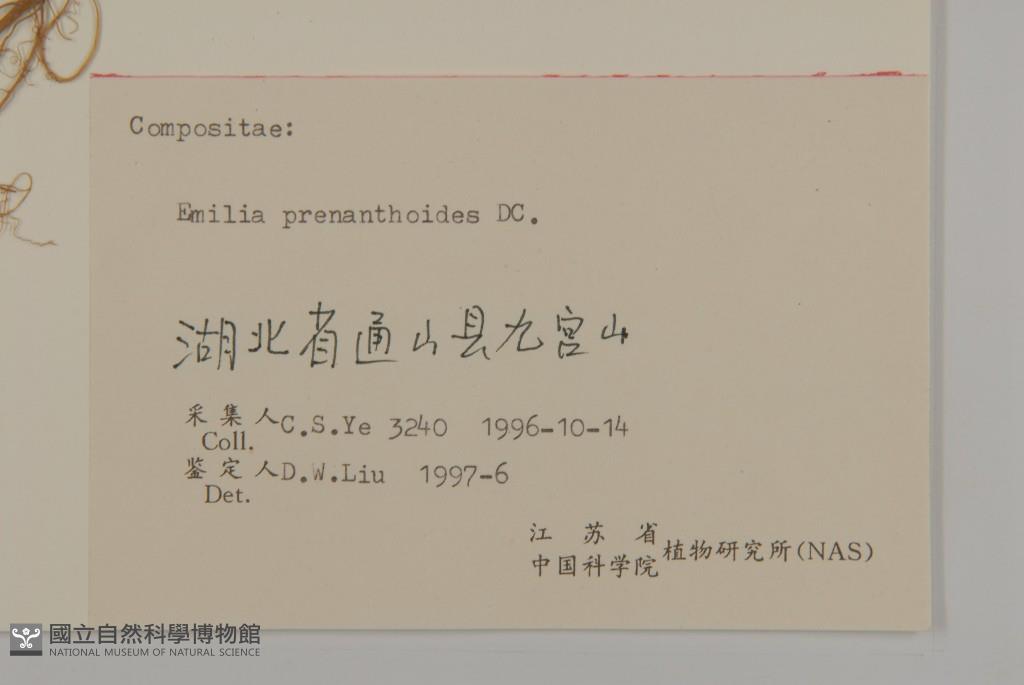 Compositae:
Emilia prenanthoides DC.
湖北省通山县九宫山
采集人C.S.Ye 3240 1996-10-14
Coll.
鉴定人D.W.Liu 1997-6
Det.
江苏省
中国科学院植物研究所(NAS)
國立自然科學博物館
NATIONAL MUSEUM OF NATURAL SCIENCE